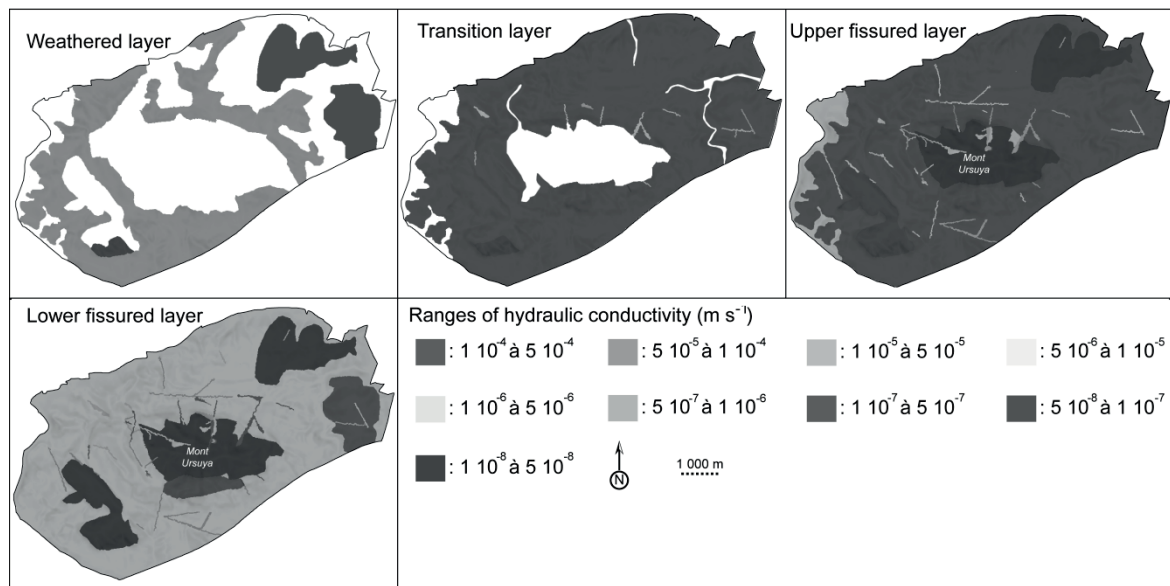 Weathered layer
Transition layer
Upper fissured layer
Mont
Ursuya
Lower fissured layer
Mont
Ursuya
Ranges of hydraulic conductivity (m s⁻¹)
: 1 10⁻⁴ à 5 10⁻⁴
: 5 10⁻⁵ à 1 10⁻⁴
: 1 10⁻⁵ à 5 10⁻⁵
: 5 10⁻⁶ à 1 10⁻⁵
: 1 10⁻⁶ à 5 10⁻⁶
: 5 10⁻⁷ à 1 10⁻⁶
: 1 10⁻⁷ à 5 10⁻⁷
: 5 10⁻⁸ à 1 10⁻⁷
: 1 10⁻⁸ à 5 10⁻⁸
N
1 000 m